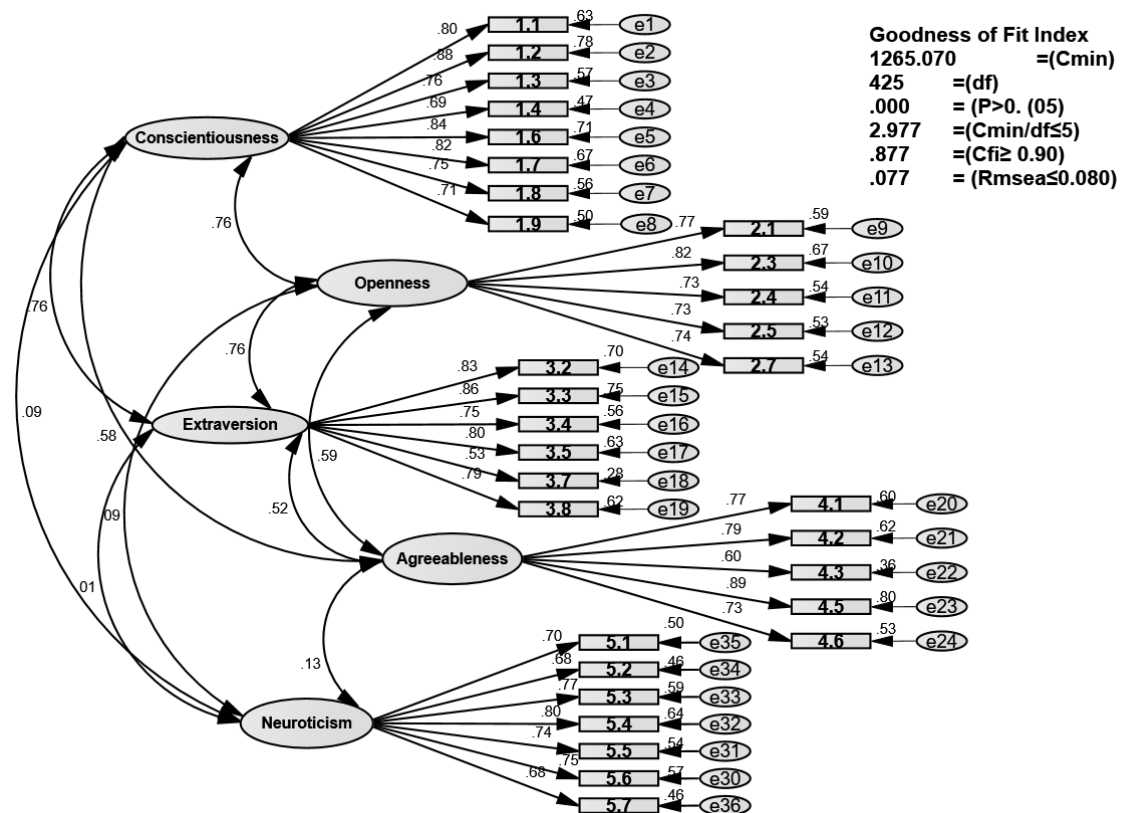 Goodness of Fit Index
1265.070 =(Cmin)
425 =(df)
.000 = (P>0. (05)
2.977 =(Cmin/df≤5)
.877 =(Cfi≥ 0.90)
.077 = (Rmsea≤0.080)
.80 1.1 .63 e1
.88 1.2 .78 e2
.76 1.3 .57 e3
.69 1.4 .47 e4
Conscientiousness
.84 1.6 .71 e5
.82 1.7 .67 e6
.75 1.8 .56 e7
.71 1.9 .50 e8
.76
.77 2.1 .59 e9
.82 2.3 .67 e10
Openness
.73 2.4 .54 e11
.73 2.5 .53 e12
.74 2.7 .54 e13
.76
.76
.83 3.2 .70 e14
.86 3.3 .75 e15
.75 3.4 .56 e16
Extraversion
.80 3.5 .63 e17
.53 3.7 .28 e18
.79 3.8 .62 e19
.09
.58
.59
.52
.09
.77 4.1 .60 e20
.79 4.2 .62 e21
Agreeableness
.60 4.3 .36 e22
.89 4.5 .80 e23
.73 4.6 .53 e24
.01
.13
.70 5.1 .50 e35
.68 5.2 .46 e34
.77 5.3 .59 e33
Neuroticism
.80 5.4 .64 e32
.74 5.5 .54 e31
.75 5.6 .57 e30
.68 5.7 .46 e36